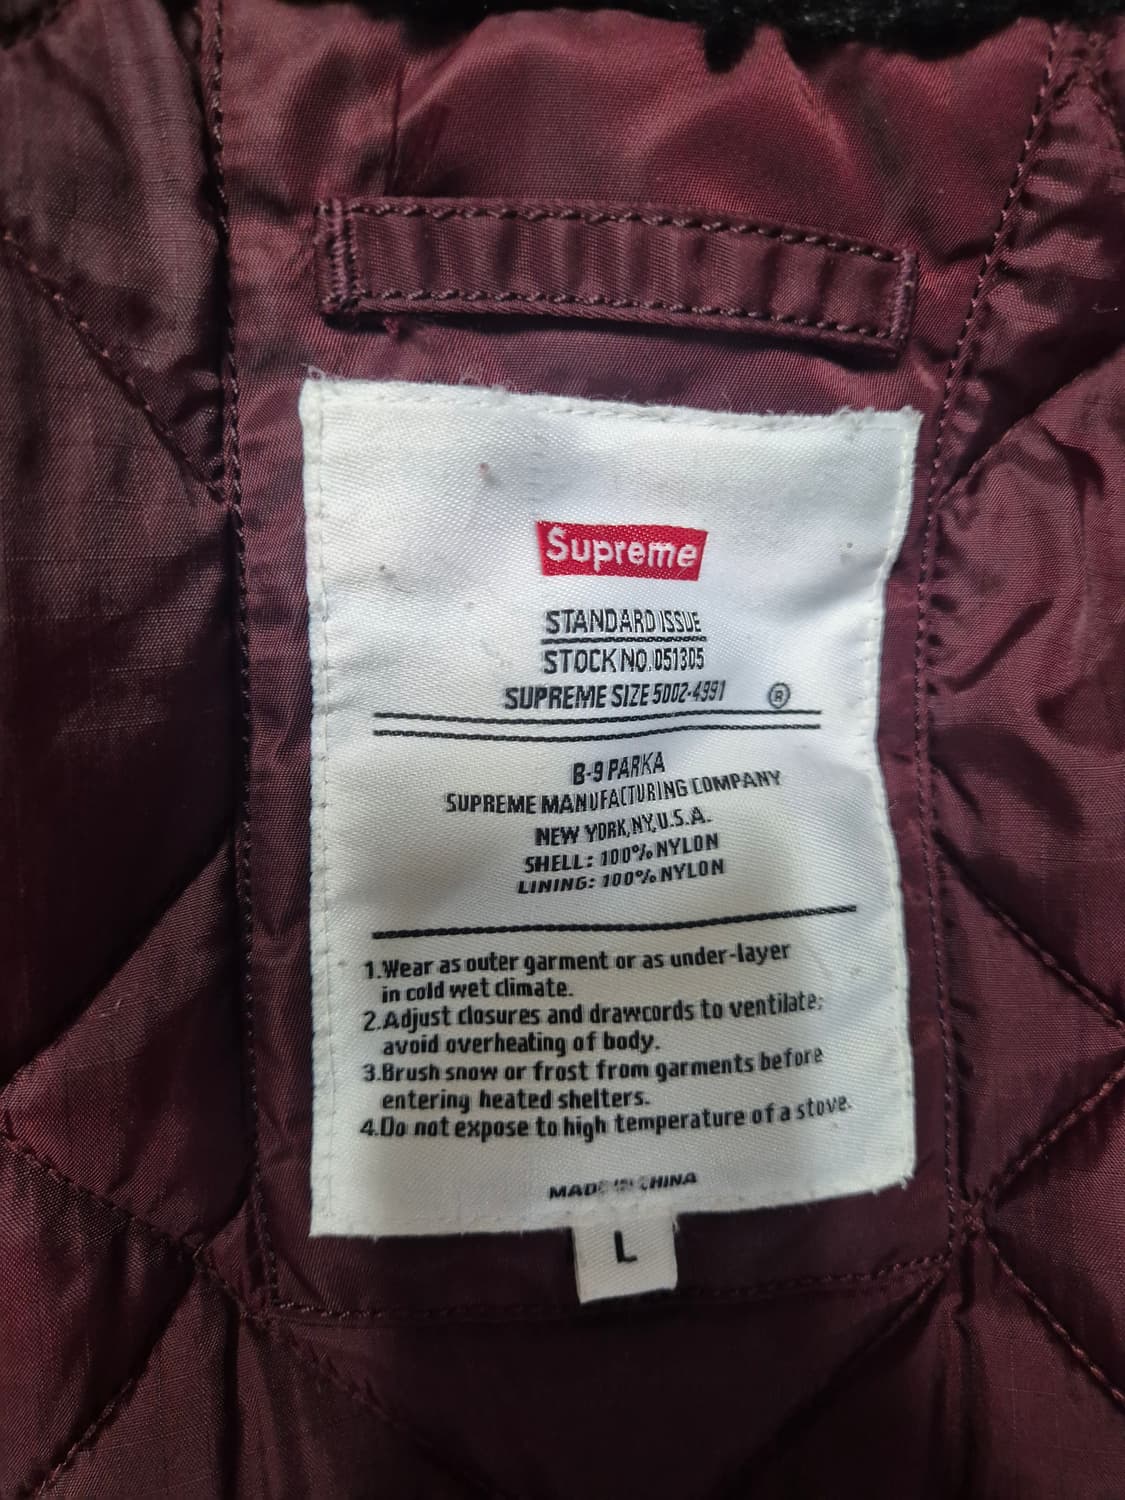 Supreme
STANDARD ISSUE
STOCK NO. 051305
SUPREME SIZE 5002-4991 ®
B-9 PARKA
SUPREME MANUFACTURING COMPANY
NEW YORK, NY, U.S.A.
SHELL: 100% NYLON
LINING: 100% NYLON
1.Wear as outer garment or as under-layer
in cold wet climate.
2.Adjust closures and drawcords to ventilate;
avoid overheating of body.
3.Brush snow or frost from garments before
entering heated shelters.
4.Do not expose to high temperature of a stove.
MADE IN CHINA
L